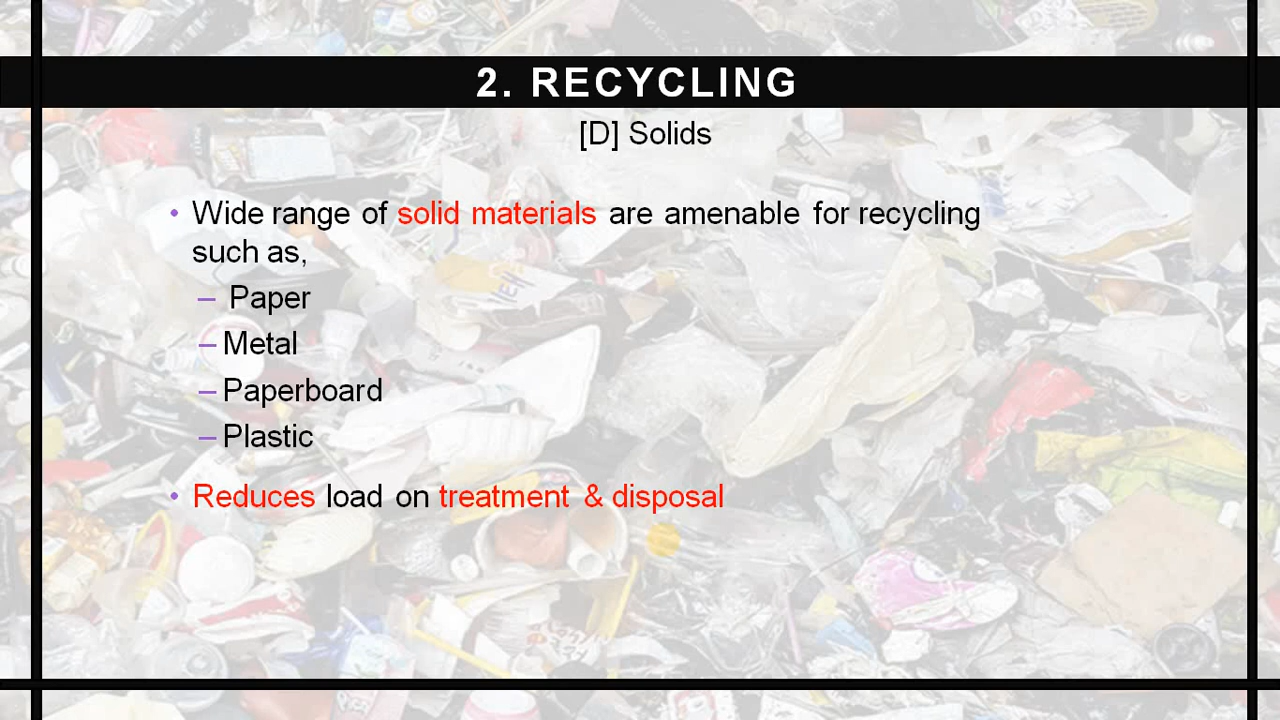 2. RECYCLING
[D] Solids
• Wide range of solid materials are amenable for recycling
such as,
– Paper
– Metal
– Paperboard
– Plastic
• Reduces load on treatment & disposal